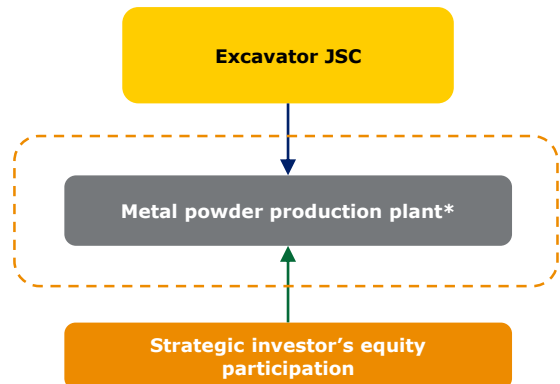 Excavator JSC
Metal powder production plant*
Strategic investor’s equity
participation